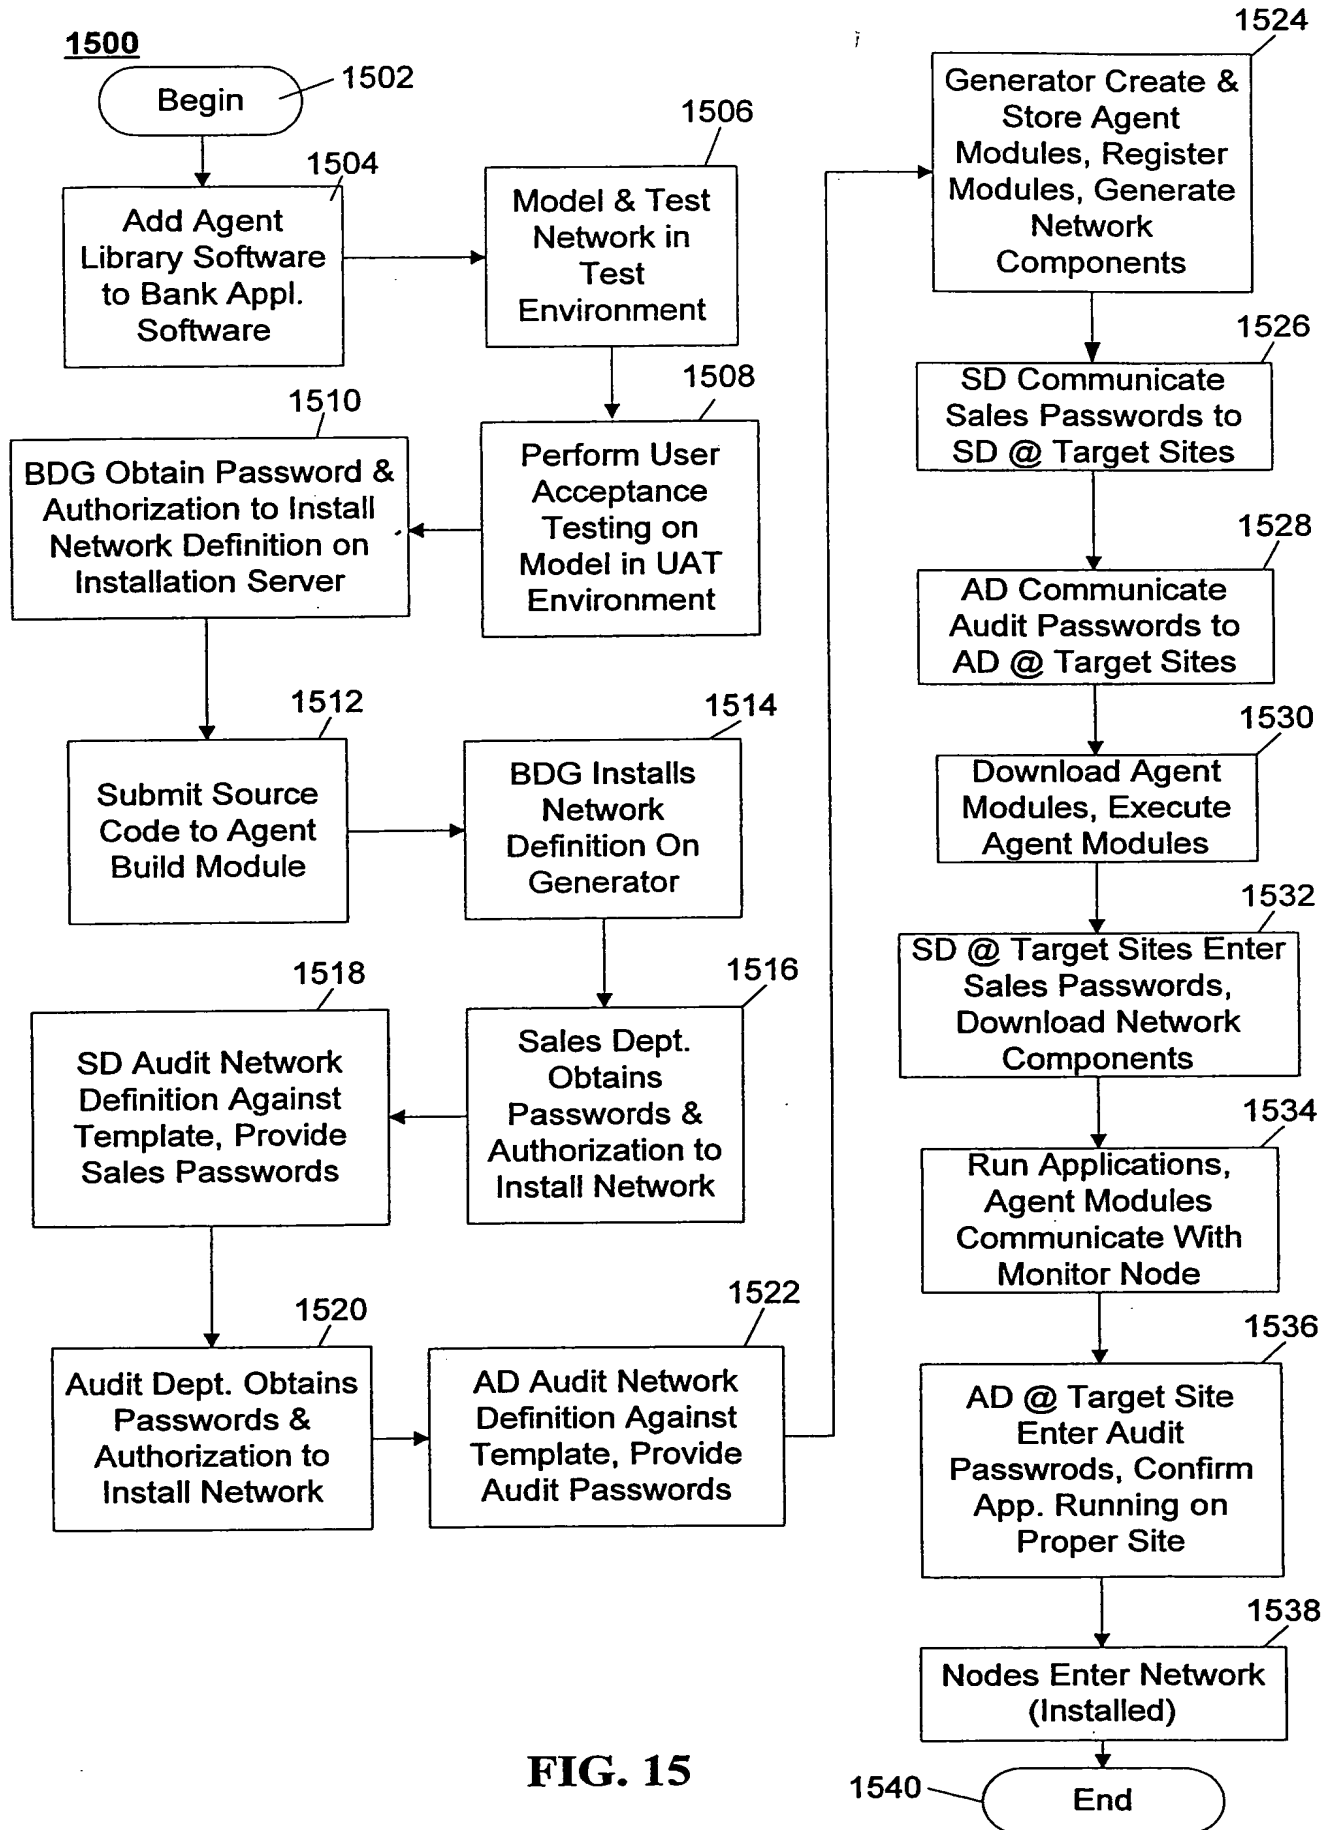 1500
Begin
1502
1504
Add Agent
Library Software
to Bank Appl.
Software
1506
Model & Test
Network in
Test
Environment
1508
Perform User
Acceptance
Testing on
Model in UAT
Environment
1510
BDG Obtain Password &
Authorization to Install
Network Definition on
Installation Server
1512
Submit Source
Code to Agent
Build Module
1514
BDG Installs
Network
Definition On
Generator
1516
Sales Dept.
Obtains
Passwords &
Authorization to
Install Network
1518
SD Audit Network
Definition Against
Template, Provide
Sales Passwords
1520
Audit Dept. Obtains
Passwords &
Authorization to
Install Network
1522
AD Audit Network
Definition Against
Template, Provide
Audit Passwords
1524
Generator Create &
Store Agent
Modules, Register
Modules, Generate
Network
Components
1526
SD Communicate
Sales Passwords to
SD @ Target Sites
1528
AD Communicate
Audit Passwords to
AD @ Target Sites
1530
Download Agent
Modules, Execute
Agent Modules
1532
SD @ Target Sites Enter
Sales Passwords,
Download Network
Components
1534
Run Applications,
Agent Modules
Communicate With
Monitor Node
1536
AD @ Target Site
Enter Audit
Passwrods, Confirm
App. Running on
Proper Site
1538
Nodes Enter Network
(Installed)
1540
End
FIG. 15